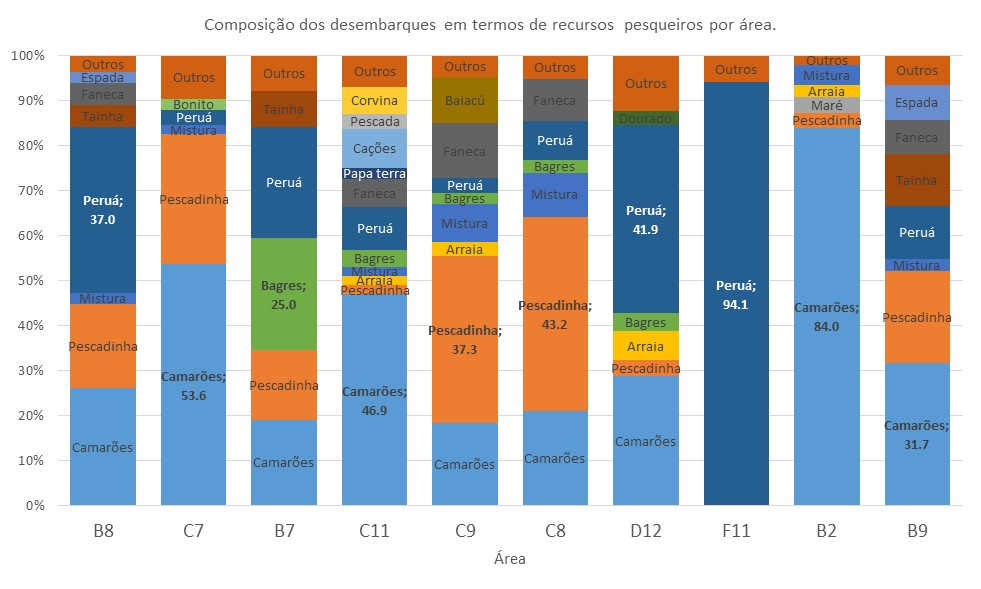 Composição dos desembarques em termos de recursos pesqueiros por área.
100%
90%
80%
70%
60%
50%
40%
30%
20%
10%
0%
Outros
Espada
Faneca
Tainha
Peruá;
37.0
Mistura
Pescadinha
Camarões
Outros
Bonito
Peruá
Mistura
Pescadinha
Camarões;
53.6
Outros
Tainha
Peruá
Bagres;
25.0
Pescadinha
Camarões
Outros
Corvina
Pescada
Cações
Papa terra
Faneca
Peruá
Bagres
Mistura
Arraia
Pescadinha
Camarões;
46.9
Outros
Baiacú
Faneca
Peruá
Bagres
Mistura
Arraia
Pescadinha;
37.3
Camarões
Outros
Faneca
Peruá
Bagres
Mistura
Pescadinha;
43.2
Camarões
Outros
Dourado
Peruá;
41.9
Bagres
Arraia
Pescadinha
Camarões
Outros
Peruá;
94.1
Outros
Mistura
Arraia
Maré
Pescadinha
Camarões;
84.0
Outros
Espada
Faneca
Tainha
Peruá
Mistura
Pescadinha
Camarões;
31.7
B8 C7 B7 C11 C9 C8 D12 F11 B2 B9
Área